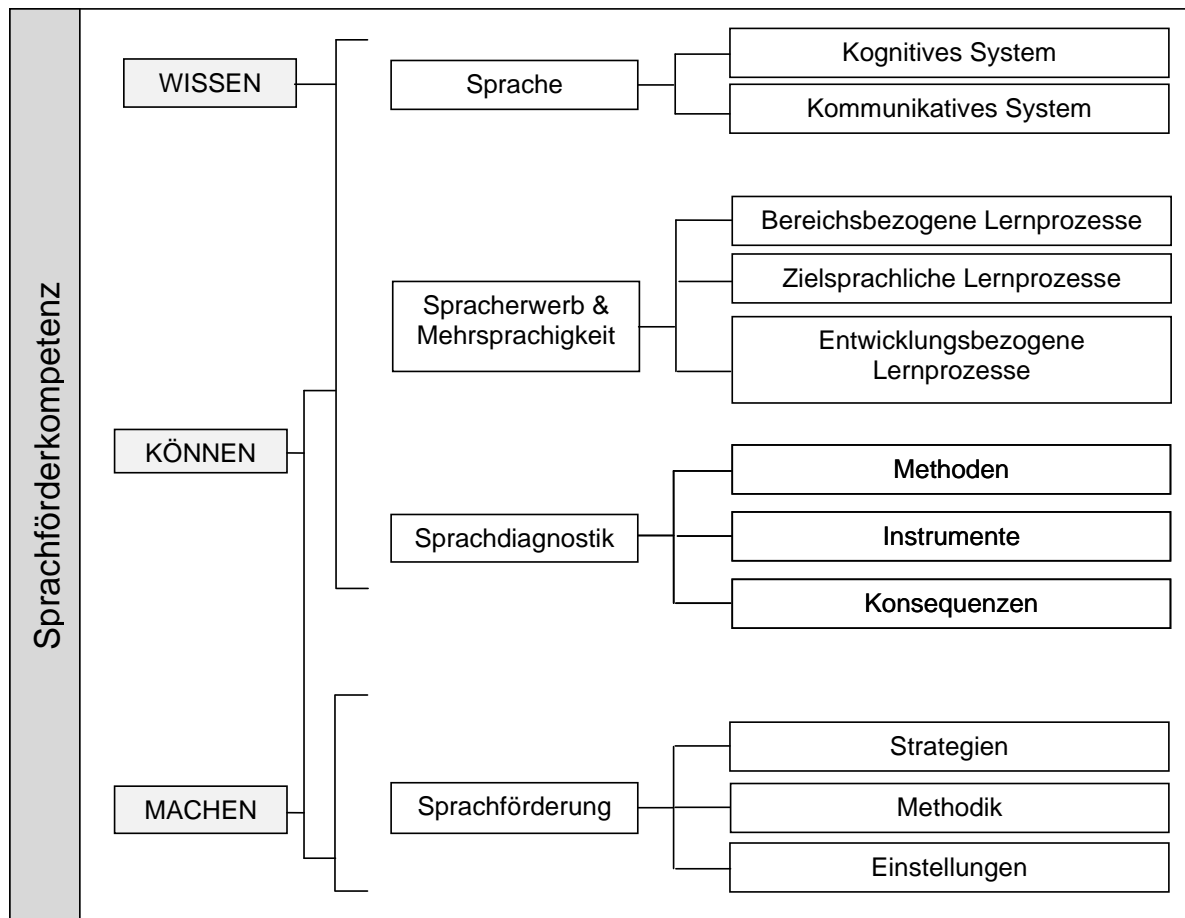 Sprachförderkompetenz
WISSEN
Sprache
Kognitives System
Kommunikatives System
Spracherwerb &
Mehrsprachigkeit
Bereichsbezogene Lernprozesse
Zielsprachliche Lernprozesse
Entwicklungsbezogene
Lernprozesse
KÖNNEN
Sprachdiagnostik
Methoden
Instrumente
Konsequenzen
MACHEN
Sprachförderung
Strategien
Methodik
Einstellungen